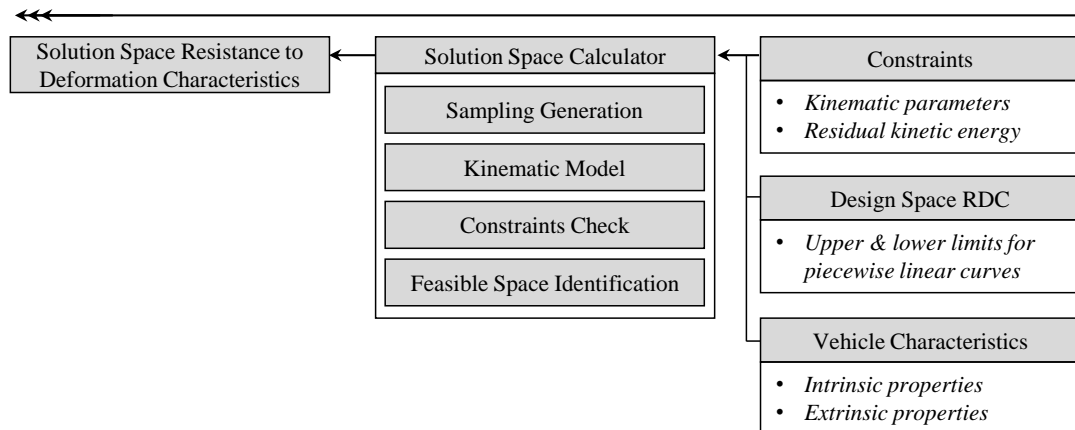 Solution Space Resistance to
Deformation Characteristics
Solution Space Calculator
Sampling Generation
Kinematic Model
Constraints Check
Feasible Space Identification
Constraints
• Kinematic parameters
• Residual kinetic energy
Design Space RDC
• Upper & lower limits for
piecewise linear curves
Vehicle Characteristics
• Intrinsic properties
• Extrinsic properties